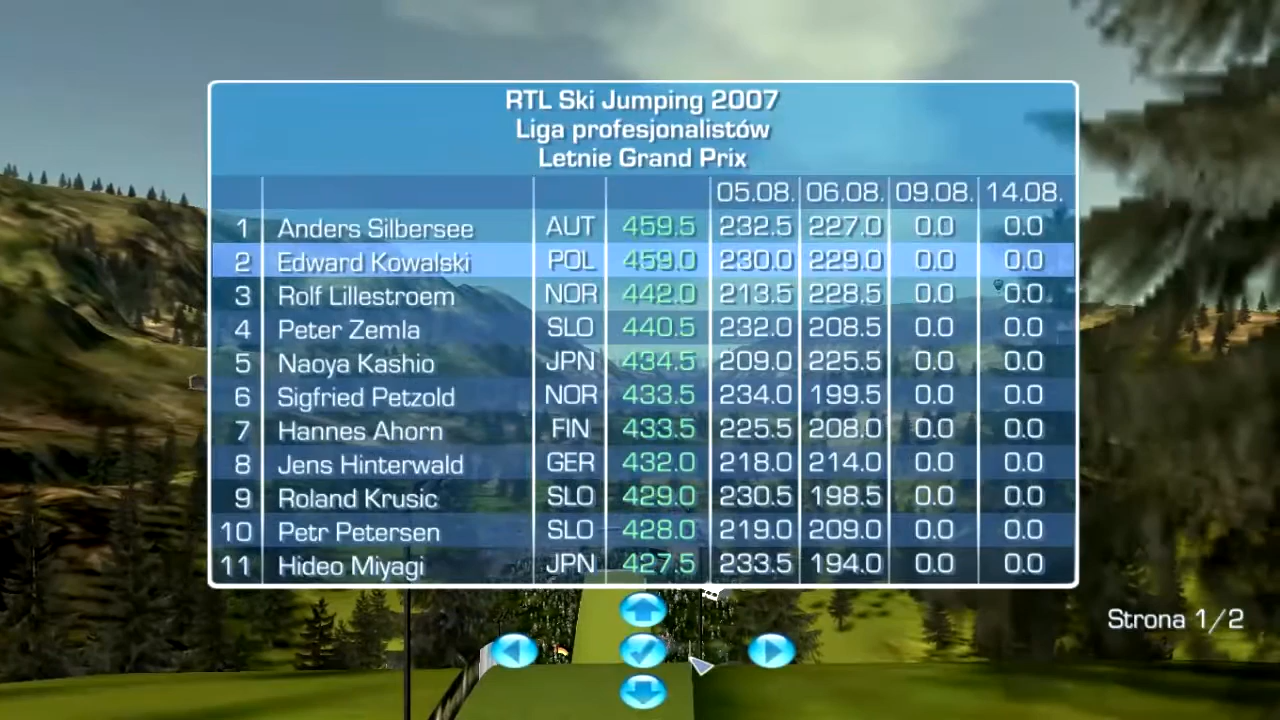 RTL Ski Jumping 2007
Liga profesjonalistów
Letnie Grand Prix
05.08. 06.08. 09.08. 14.08.
1 Anders Silbersee AUT 459.5 232.5 227.0 0.0 0.0
2 Edward Kowalski POL 459.0 230.0 229.0 0.0 0.0
3 Rolf Lillestroem NOR 442.0 213.5 228.5 0.0 0.0
4 Peter Zemla SLO 440.5 232.0 208.5 0.0 0.0
5 Naoya Kashio JPN 434.5 209.0 225.5 0.0 0.0
6 Sigfried Petzold NOR 433.5 234.0 199.5 0.0 0.0
7 Hannes Ahorn FIN 433.5 225.5 208.0 0.0 0.0
8 Jens Hinterwald GER 432.0 218.0 214.0 0.0 0.0
9 Roland Krusic SLO 429.0 230.5 198.5 0.0 0.0
10 Petr Petersen SLO 428.0 219.0 209.0 0.0 0.0
11 Hideo Miyagi JPN 427.5 233.5 194.0 0.0 0.0
Strona 1/2